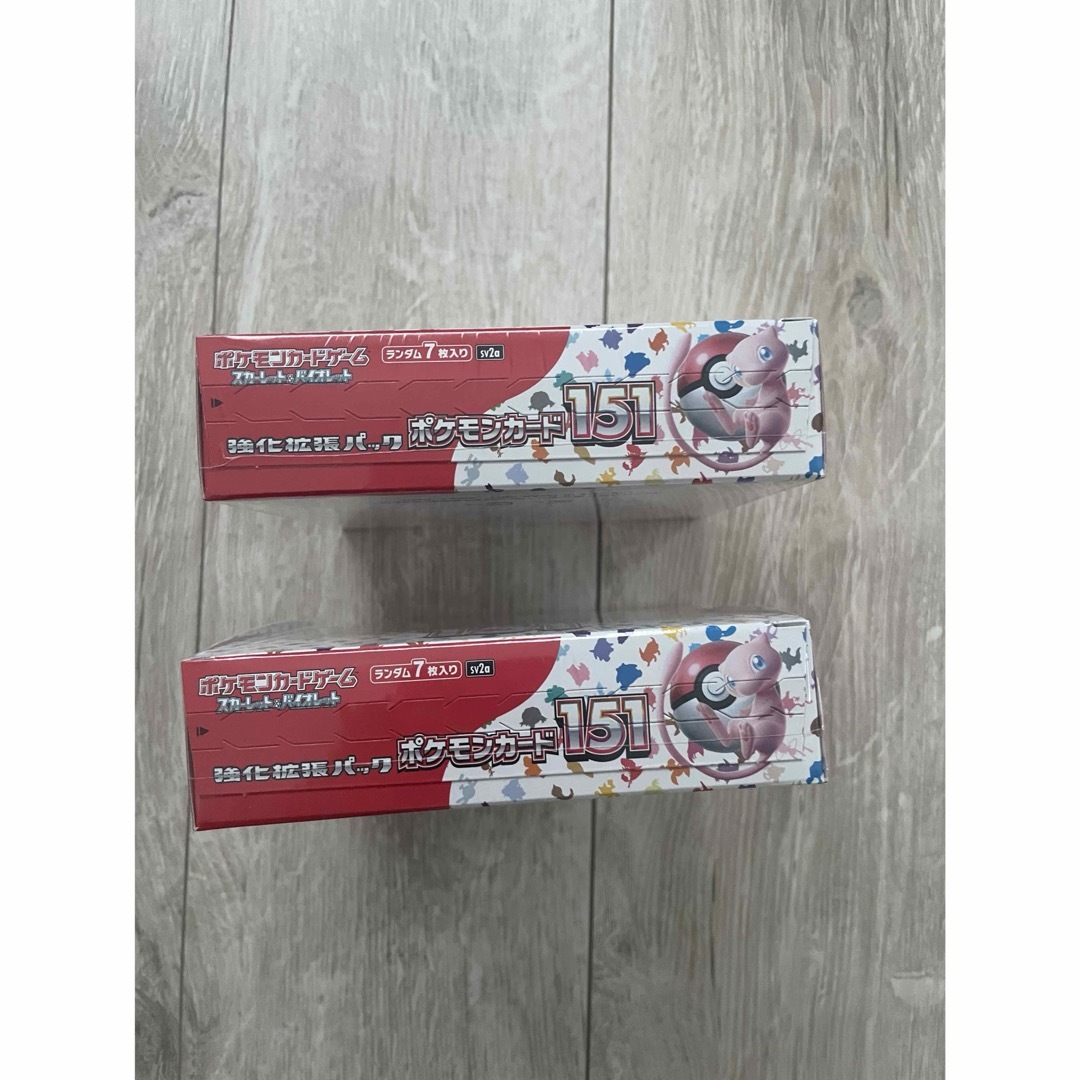 ポケモンカードゲーム
スカーレット&バイオレット
ランダム7枚入り sv2a
強化拡張パック ポケモンカード151
ポケモンカードゲーム
スカーレット&バイオレット
ランダム7枚入り sv2a
強化拡張パック ポケモンカード151